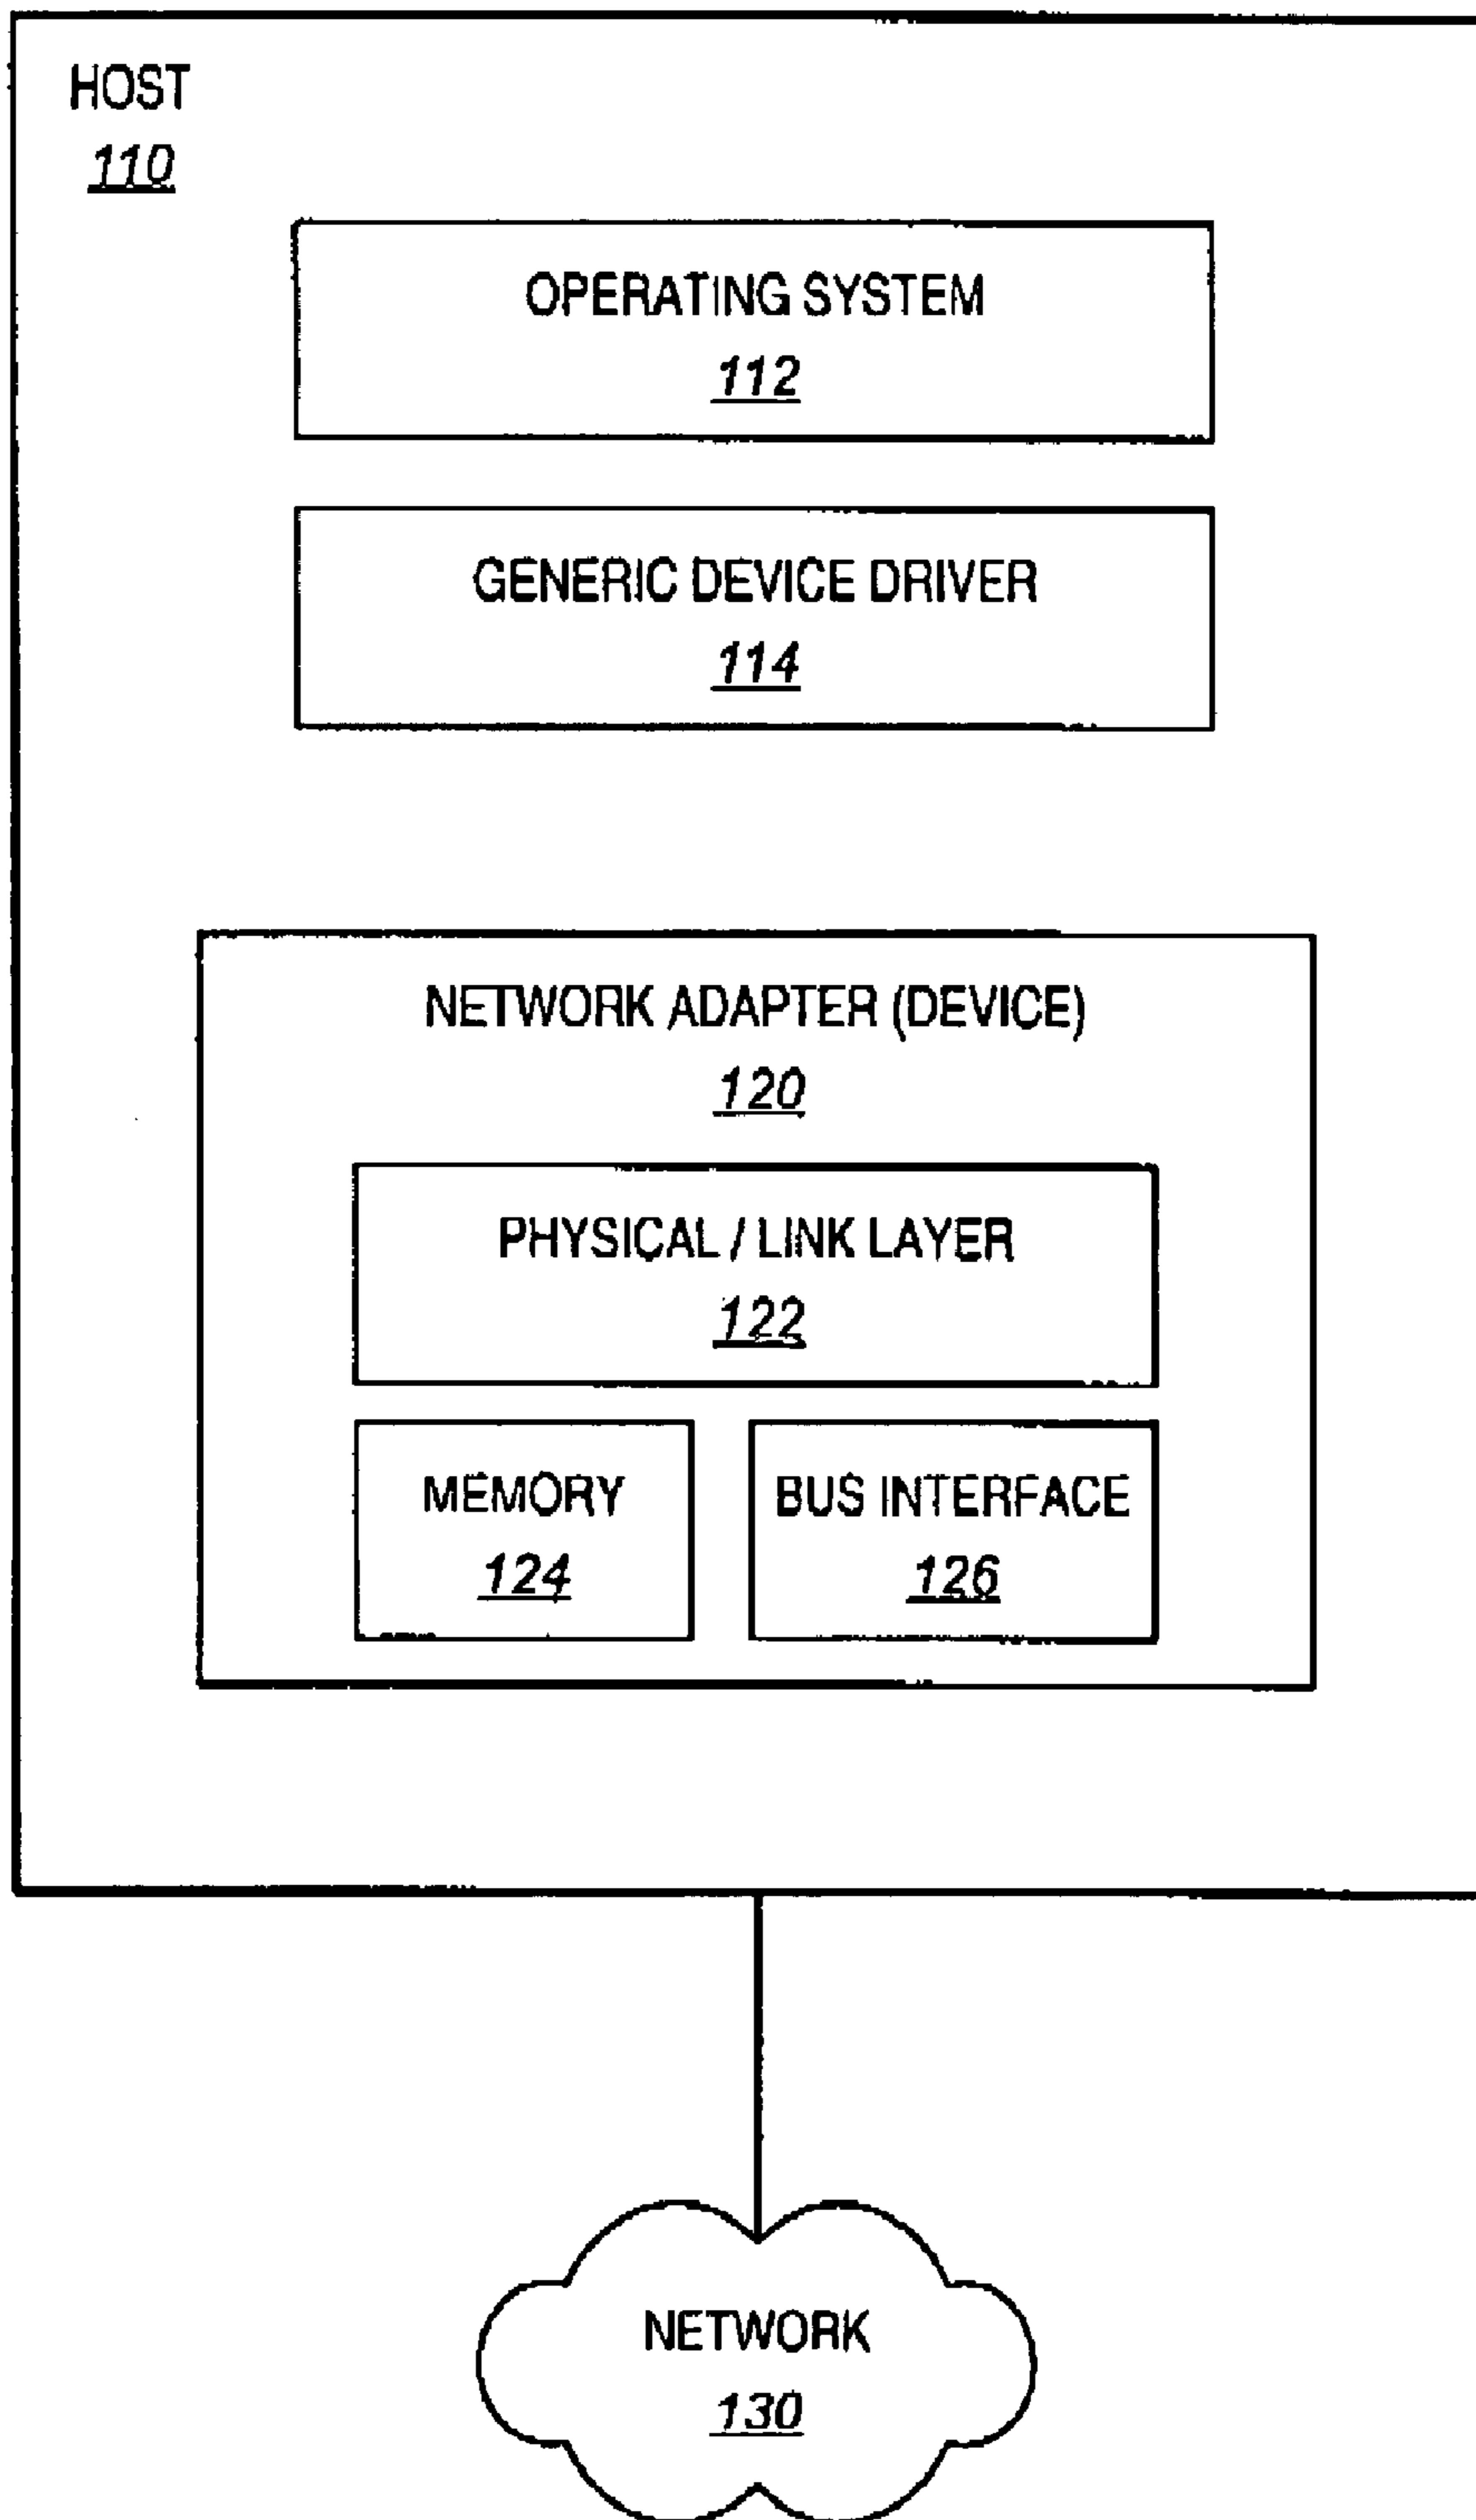 HOST
110
OPERATING SYSTEM
112
GENERIC DEVICE DRIVER
114
NETWORK ADAPTER (DEVICE)
120
PHYSICAL / LINK LAYER
122
MEMORY
124
BUS INTERFACE
126
NETWORK
130